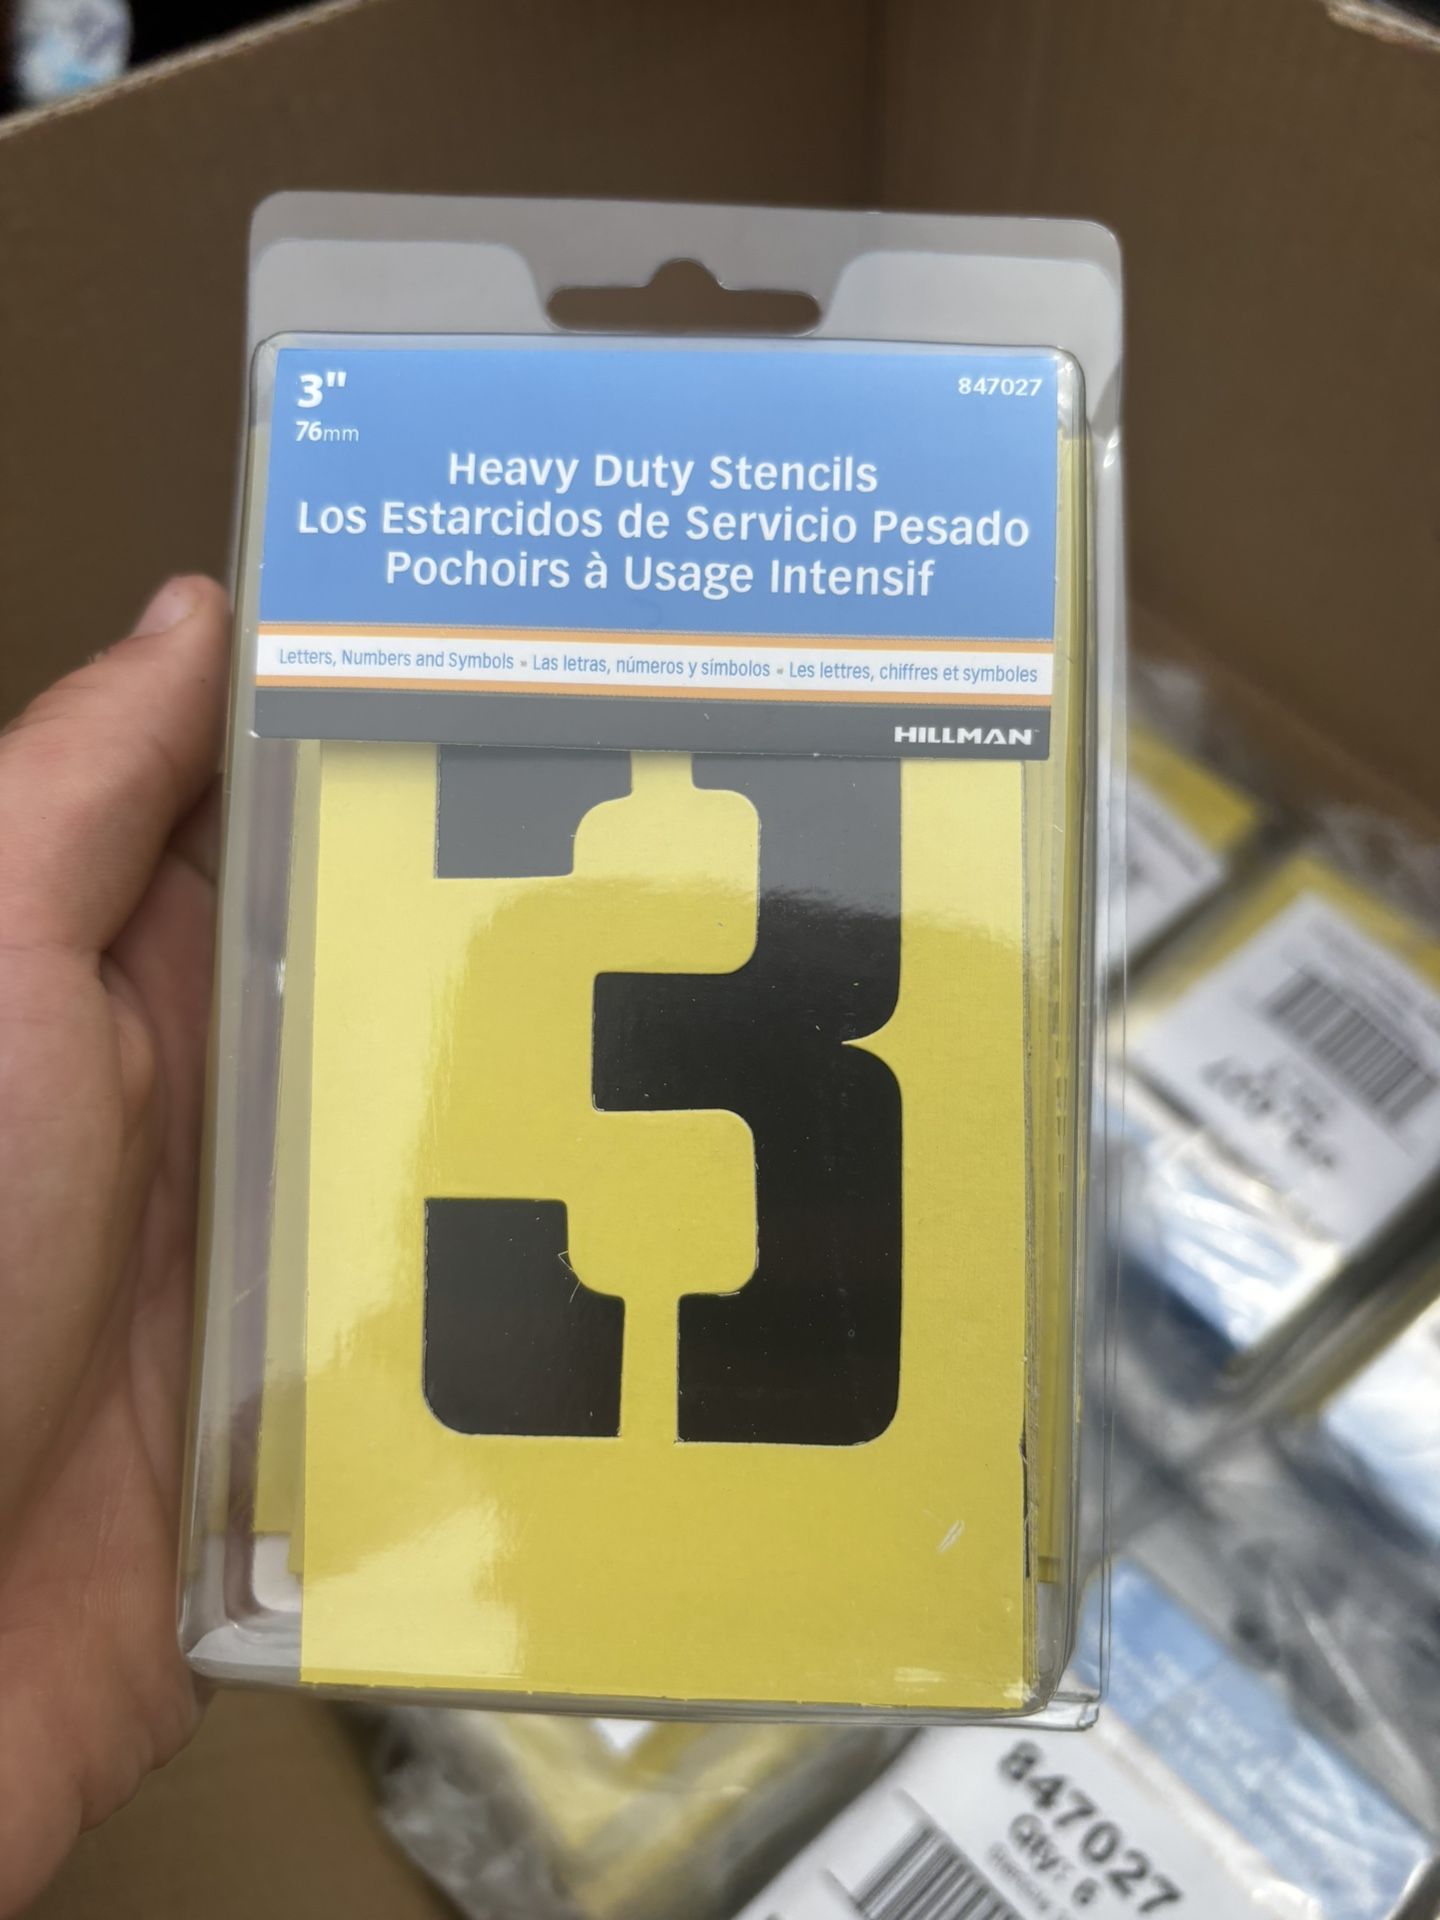 3"
847027
76mm
Heavy Duty Stencils
Los Estarcidos de Servicio Pesado
Pochoirs à Usage Intensif
Letters, Numbers and Symbols • Las letras, números y símbolos • Les lettres, chiffres et symboles
HILLMAN
3
847027
QTY: 6